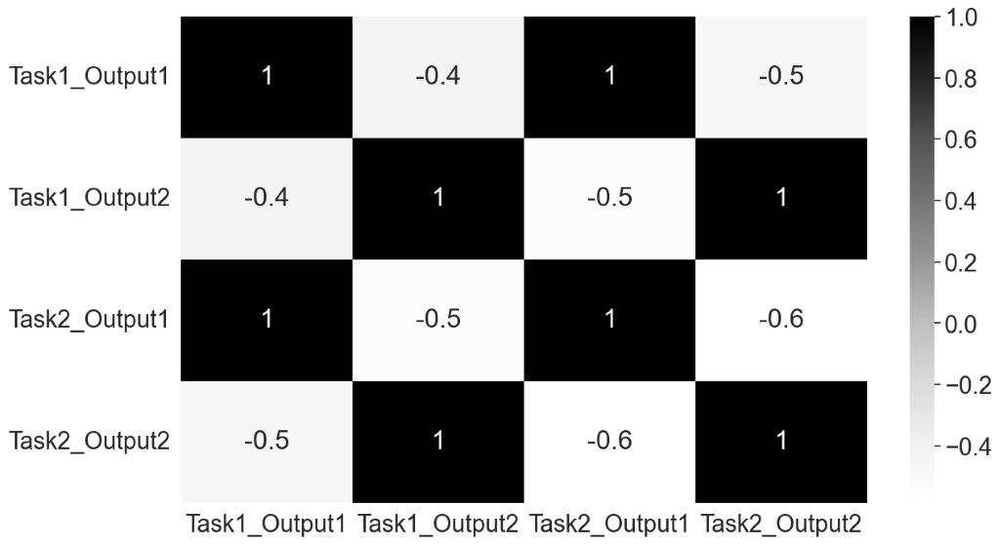 1.0
Task1_Output1 1 -0.4 1 -0.5
0.8
0.6
Task1_Output2 -0.4 1 -0.5 1
0.4
0.2
Task2_Output1 1 -0.5 1 -0.6
0.0
−0.2
Task2_Output2 -0.5 1 -0.6 1
−0.4
Task1_Output1 Task1_Output2 Task2_Output1 Task2_Output2